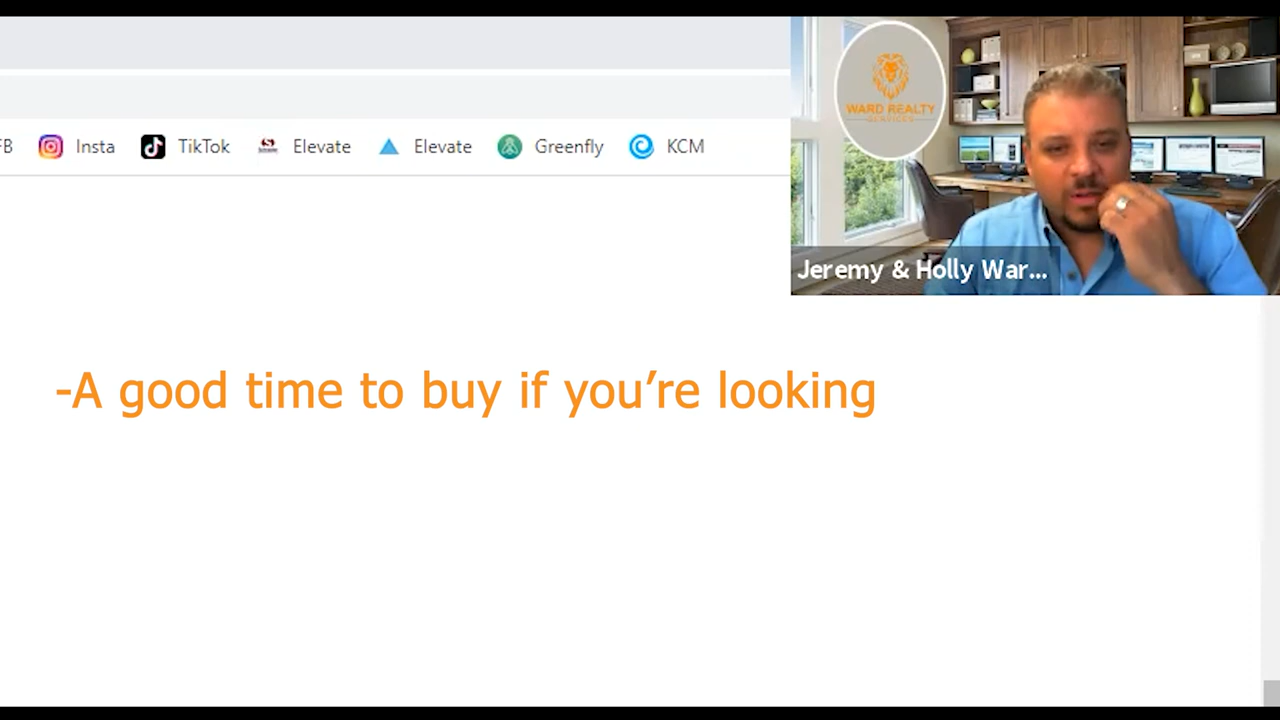 FB Insta TikTok Elevate Elevate Greenfly KCM
WARD REALTY
SERVICES
Jeremy & Holly War...
-A good time to buy if you’re looking